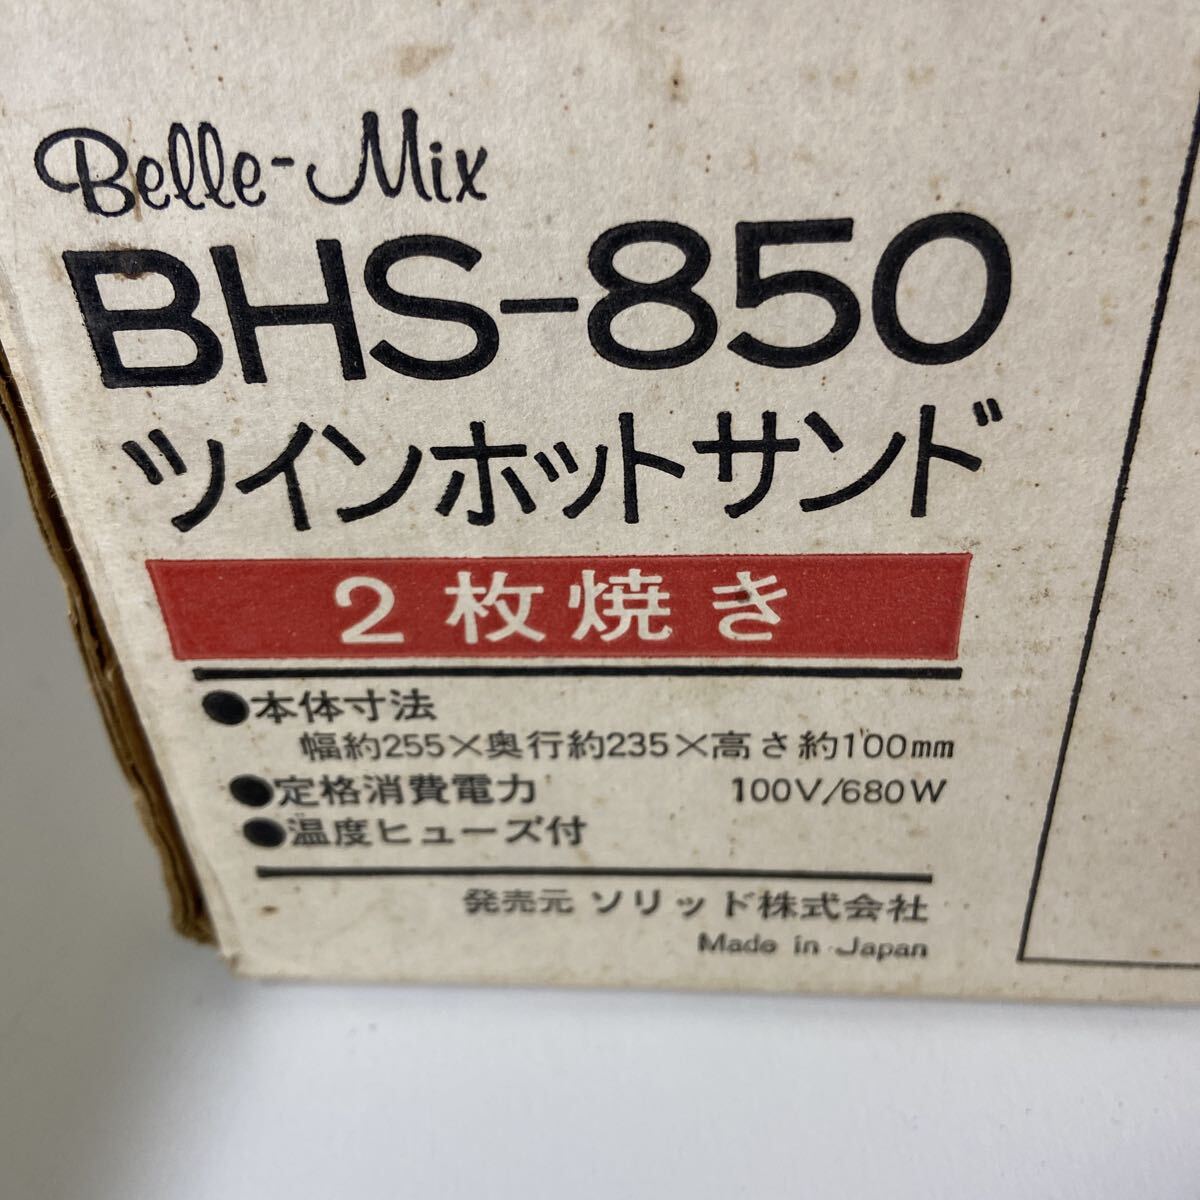 Belle-Mix
BHS-850
ツインホットサンド
2枚焼き
●本体寸法
幅約255×奥行約235×高さ約100mm
●定格消費電力 100V/680W
●温度ヒューズ付
発売元 ソリッド株式会社
Made in Japan